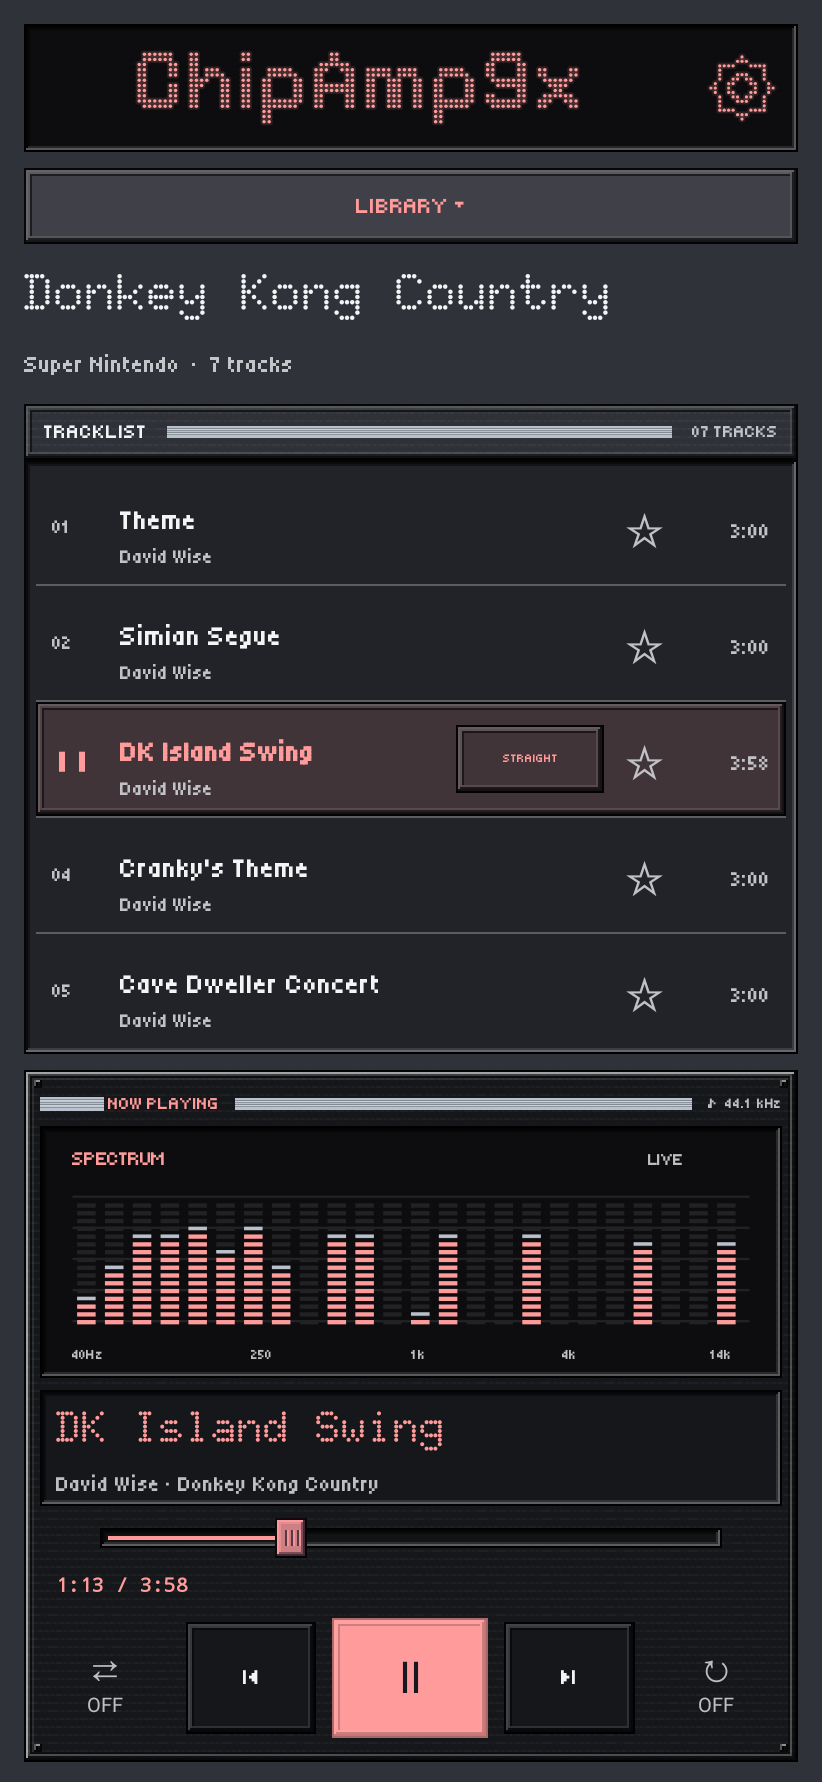 ChipAmp9x
LIBRARY ▾
Donkey Kong Country
Super Nintendo · 7 tracks
TRACKLIST 07 TRACKS
01 Theme 3:00
David Wise
02 Simian Segue 3:00
David Wise
DK Island Swing STRAIGHT 3:58
David Wise
04 Cranky's Theme 3:00
David Wise
05 Cave Dweller Concert 3:00
David Wise
NOW PLAYING ♪ 44.1 kHz
SPECTRUM LIVE
40Hz 250 1k 4k 14k
DK Island Swing
David Wise · Donkey Kong Country
1:13 / 3:58
OFF OFF